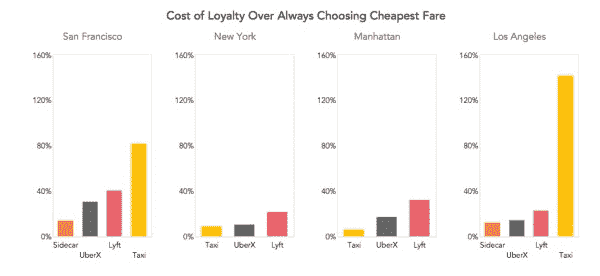 Cost of Loyalty Over Always Choosing Cheapest Fare
San Francisco
160%
120%
80%
40%
0%
Sidecar
UberX
Lyft
Taxi
New York
160%
120%
80%
40%
0%
Taxi
UberX
Lyft
Manhattan
160%
120%
80%
40%
0%
Taxi
UberX
Lyft
Los Angeles
160%
120%
80%
40%
0%
Sidecar
UberX
Lyft
Taxi